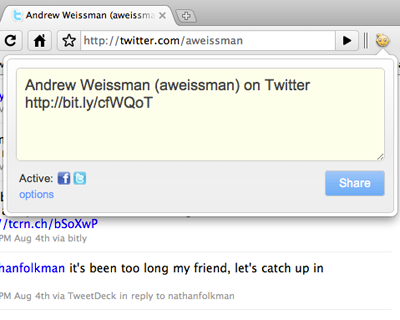 Andrew Weissman (aweissm
http://twitter.com/aweissman
Andrew Weissman (aweissman) on Twitter
http://bit.ly/cfWQoT
Active:
options
Share
//tcrn.ch/bSoXwP
PM Aug 4th via bitly
hanfolkman it's been too long my friend, let's catch up in
PM Aug 4th via TweetDeck in reply to nathanfolkman